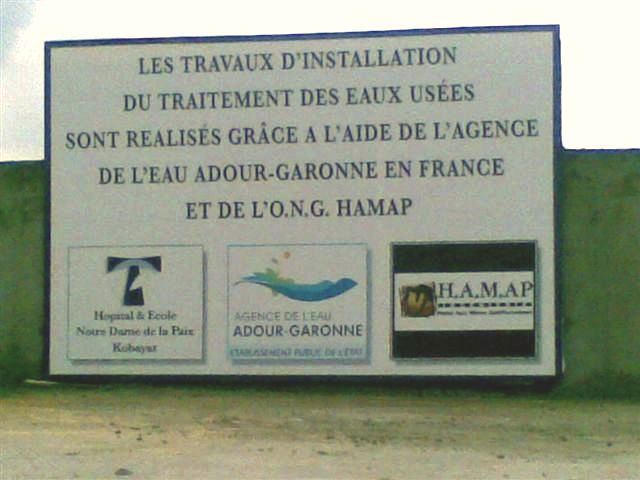 LES TRAVAUX D'INSTALLATION
DU TRAITEMENT DES EAUX USÉES
SONT REALISÉS GRÂCE A L'AIDE DE L'AGENCE
DE L'EAU ADOUR-GARONNE EN FRANCE
ET DE L'O.N.G. HAMAP
Hopital & Ecole
Notre Dame de la Paix
Kobayat
AGENCE DE L'EAU
ADOUR-GARONNE
ETABLISSEMENT PUBLIC DE L'ÉTAT
H.A.M.A.P